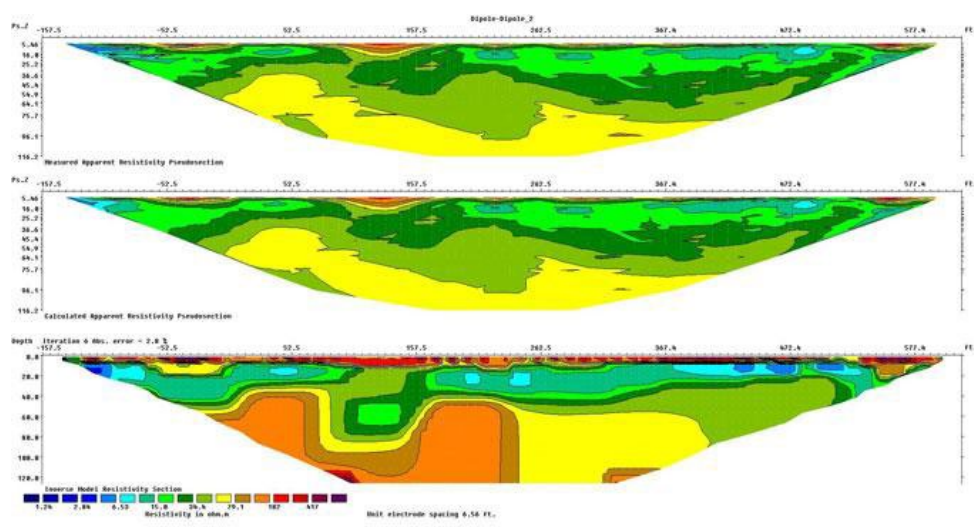 Dipole-Dipole_2
Ps.Z -157.5 -52.5 52.5 157.5 262.5 367.4 472.4 577.4 ft
5.46
16.0
25.2
36.6
45.4
54.9
64.1
75.7
96.1
116.2
Measured Apparent Resistivity Pseudosection
Ps.Z -157.5 -52.5 52.5 157.5 262.5 367.4 472.4 577.4 ft
5.46
16.0
25.2
36.6
45.4
54.9
64.1
75.7
96.1
116.2
Calculated Apparent Resistivity Pseudosection
Depth Iteration 6 Abs. error = 2.0 %
-157.5 -52.5 52.5 157.5 262.5 367.4 472.4 577.4 ft
0.0
20.0
40.0
60.0
80.0
100.0
120.0
Inverse Model Resistivity Section
1.24 6.53 15.0 24.4 29.1 102 417
Resistivity in ohm.m Unit electrode spacing 6.56 ft.